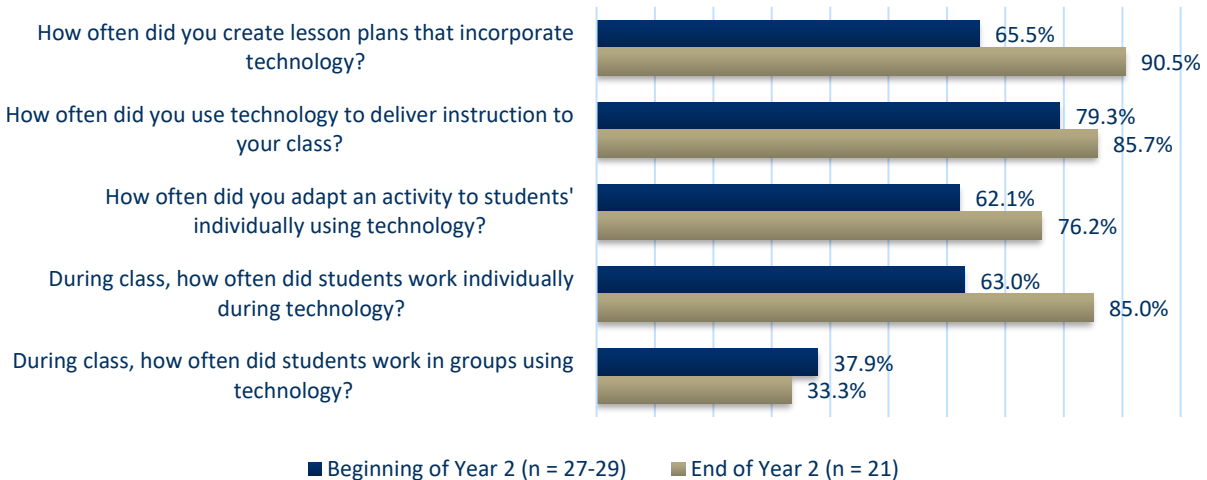 How often did you create lesson plans that incorporate
technology?
65.5%
90.5%
How often did you use technology to deliver instruction to
your class?
79.3%
85.7%
How often did you adapt an activity to students'
individually using technology?
62.1%
76.2%
During class, how often did students work individually
during technology?
63.0%
85.0%
During class, how often did students work in groups using
technology?
37.9%
33.3%
Beginning of Year 2 (n = 27-29) End of Year 2 (n = 21)